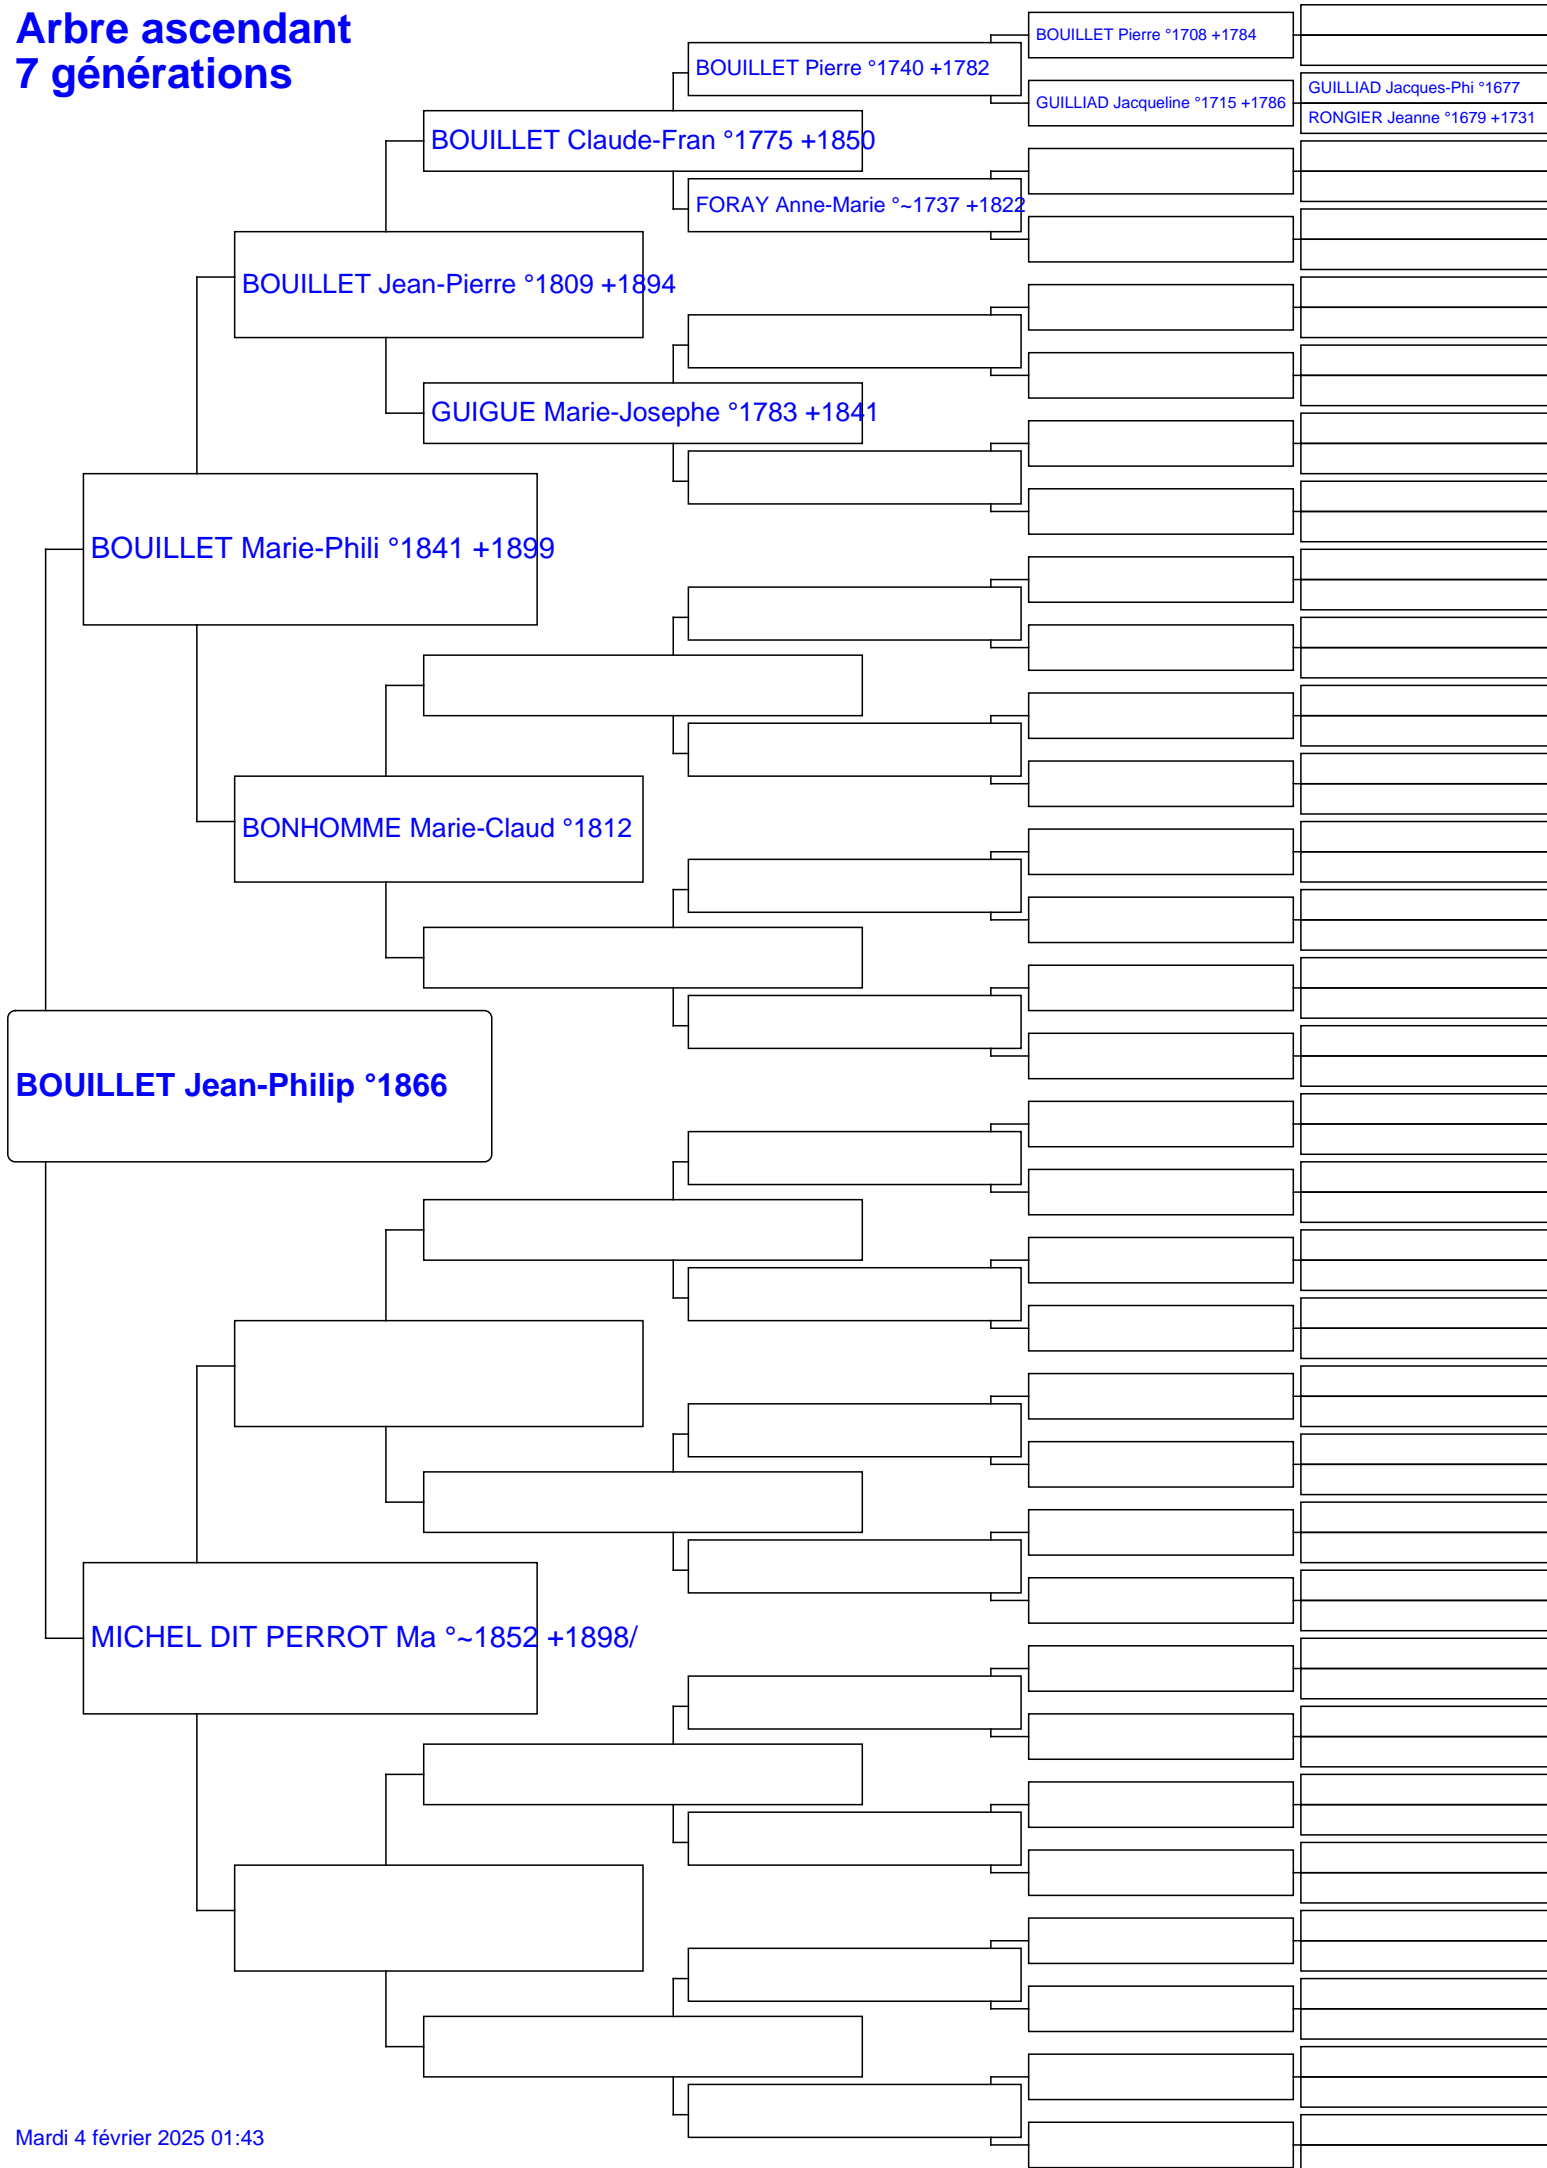 Arbre ascendant
7 générations
BOUILLET Pierre °1708 +1784
BOUILLET Pierre °1740 +1782
GUILLIAD Jacques-Phi °1677
GUILLIAD Jacqueline °1715 +1786
RONGIER Jeanne °1679 +1731
BOUILLET Claude-Fran °1775 +1850
FORAY Anne-Marie °~1737 +1822
BOUILLET Jean-Pierre °1809 +1894
GUIGUE Marie-Josephe °1783 +1841
BOUILLET Marie-Phili °1841 +1899
BONHOMME Marie-Claud °1812
BOUILLET Jean-Philip °1866
MICHEL DIT PERROT Ma °~1852 +1898/
Mardi 4 février 2025 01:43